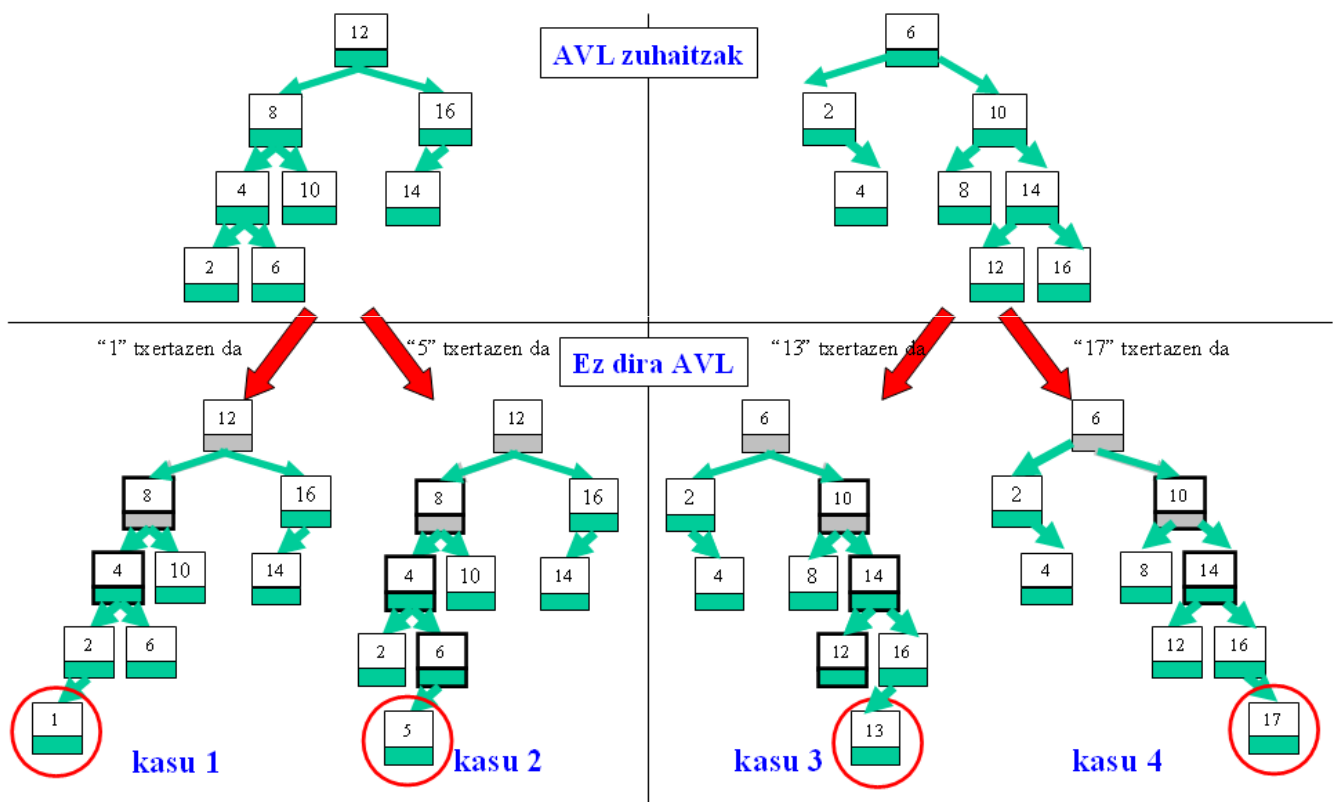 AVL zuhaitzak
12
8 16
4 10 14
2 6
6
2 10
4 8 14
12 16
"1" txertazen da
"5" txertazen da
Ez dira AVL
"13" txertazen da
"17" txertazen da
12
8 16
4 10 14
2 6
1
kasu 1
12
8 16
4 10 14
2 6
5
kasu 2
6
2 10
4 8 14
12 16
13
kasu 3
6
2 10
4 8 14
12 16
17
kasu 4